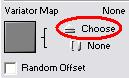 Variator Map None
Choose
[] None
Random Offset